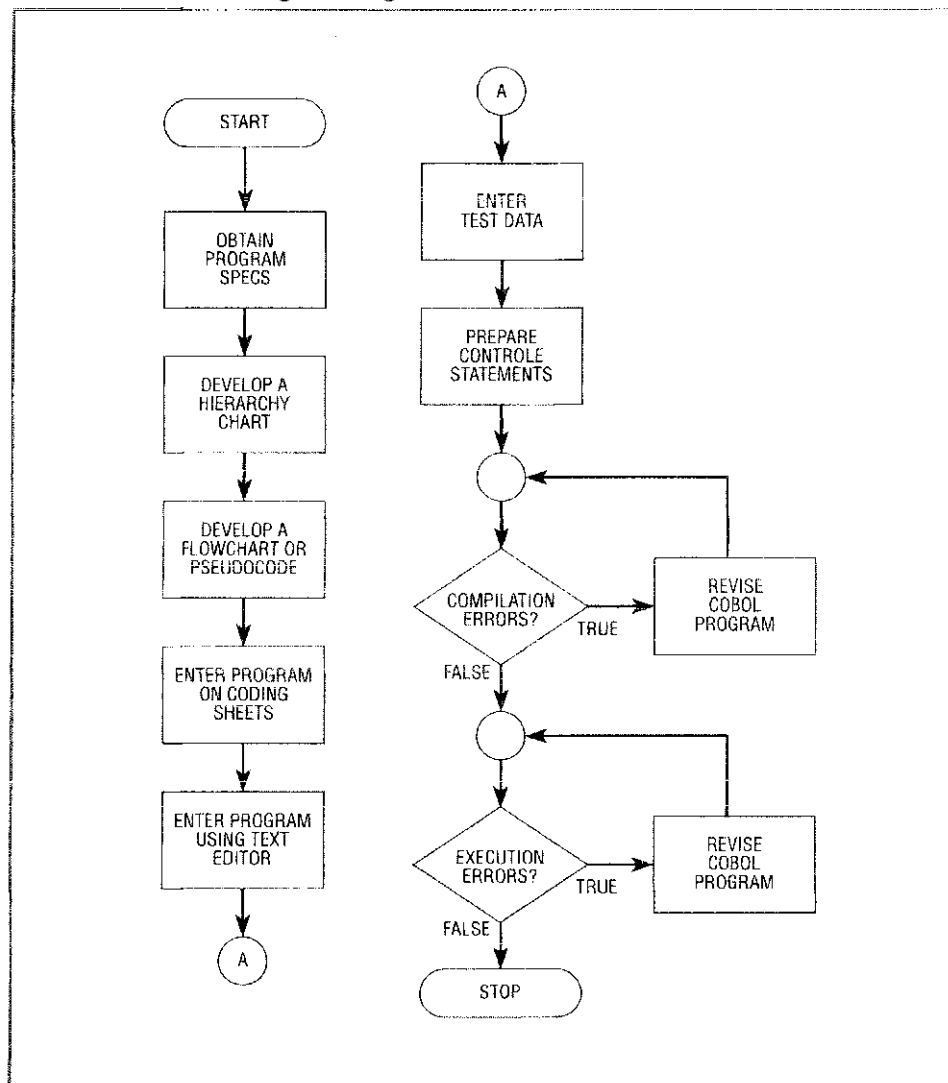 START
OBTAIN
PROGRAM
SPECS
DEVELOP A
HIERARCHY
CHART
DEVELOP A
FLOWCHART OR
PSEUDOCODE
ENTER PROGRAM
ON CODING
SHEETS
ENTER PROGRAM
USING TEXT
EDITOR
A
A
ENTER
TEST DATA
PREPARE
CONTROLE
STATEMENTS
COMPILATION
ERRORS?
TRUE
REVISE
COBOL
PROGRAM
FALSE
EXECUTION
ERRORS?
TRUE
REVISE
COBOL
PROGRAM
FALSE
STOP